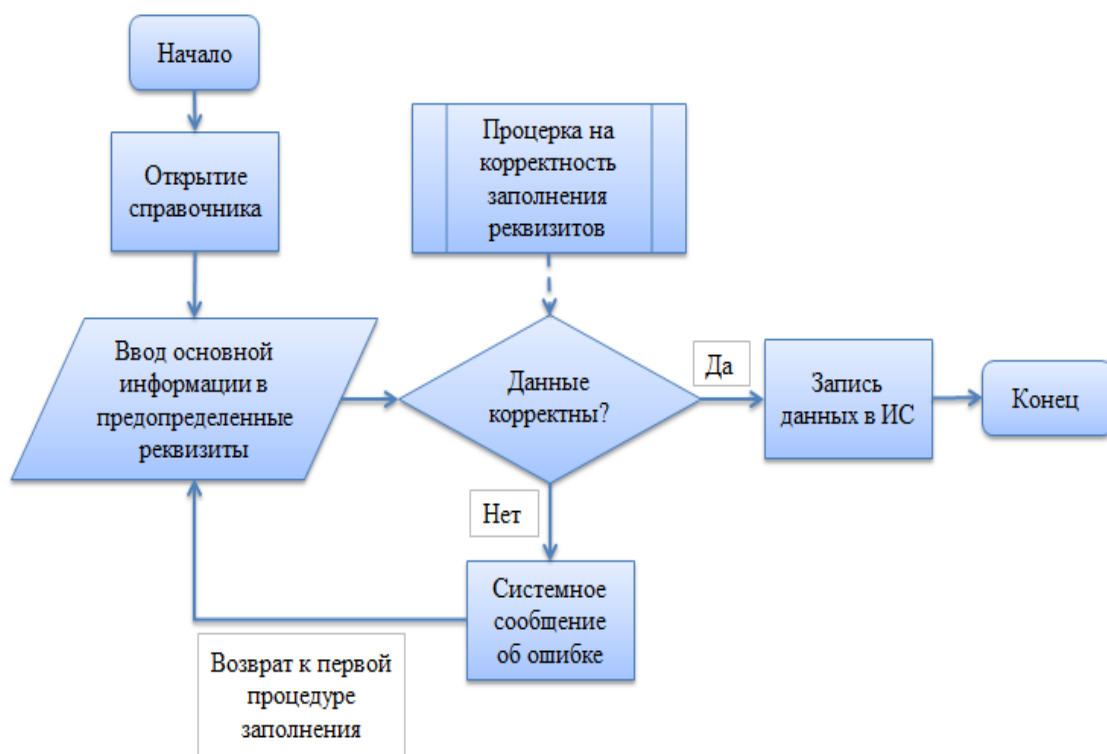 Начало
Открытие
справочника
Ввод основной
информации в
предопределенные
реквизиты
Процерка на
корректность
заполнения
реквизитов
Данные
корректны?
Да
Запись
данных в ИС
Конец
Нет
Системное
сообщение
об ошибке
Возврат к первой
процедуре
заполнения